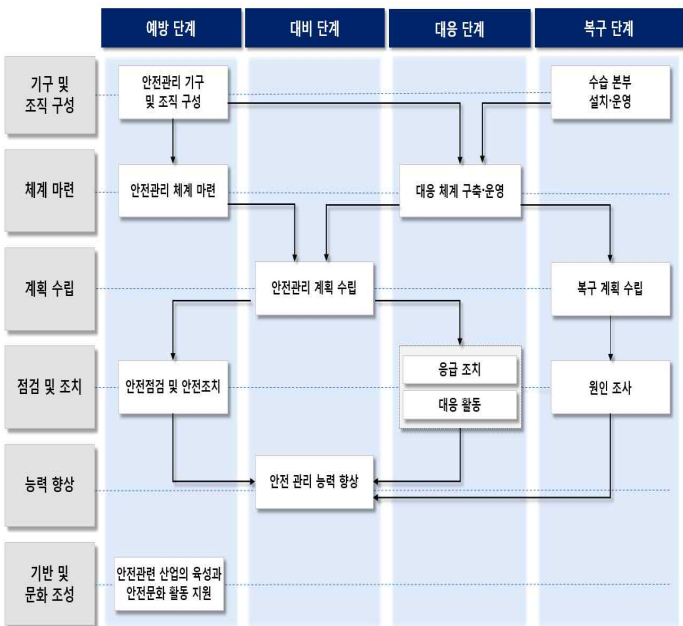 예방 단계
대비 단계
대응 단계
복구 단계
기구 및
조직 구성
안전관리 기구
및 조직 구성
수습 본부
설치·운영
체계 마련
안전관리 체계 마련
대응 체계 구축·운영
계획 수립
안전관리 계획 수립
복구 계획 수립
점검 및 조치
안전점검 및 안전조치
응급 조치
대응 활동
원인 조사
능력 향상
안전 관리 능력 향상
기반 및
문화 조성
안전관련 산업의 육성과
안전문화 활동 지원